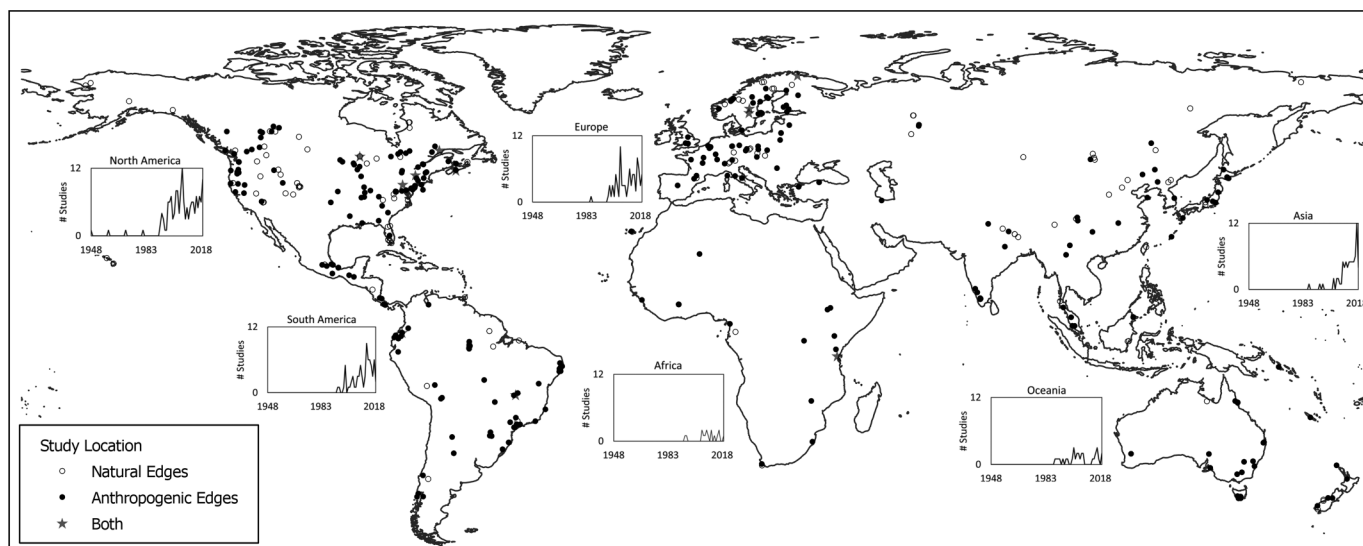 North America
# Studies
12
0
1948
1983
2018
Europe
# Studies
12
0
1948
1983
2018
Asia
# Studies
12
0
1948
1983
2018
South America
# Studies
12
0
1948
1983
2018
Africa
# Studies
12
0
1948
1983
2018
Oceania
# Studies
12
0
1948
1983
2018
Study Location
Natural Edges
Anthropogenic Edges
Both